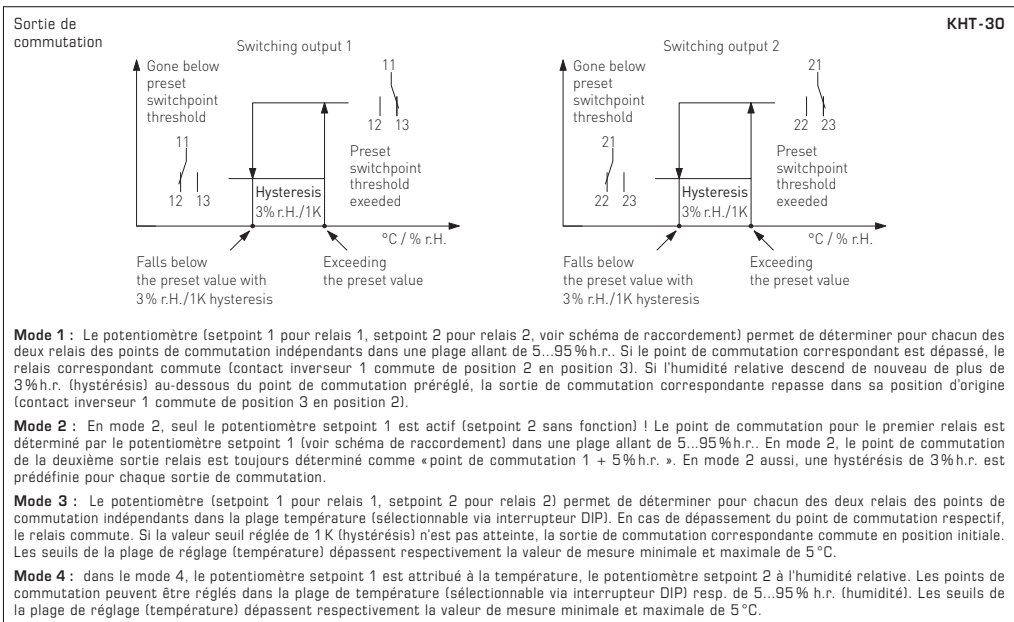 Sortie de
commutation
KHT-30
Switching output 1
Gone below
preset
switchpoint
threshold
11
12 13
11
12 13
Preset
switchpoint
threshold
exeeded
Hysteresis
3% r.H./1K
°C / % r.H.
Falls below
the preset value with
3% r.H./1K hysteresis
Exceeding
the preset value
Switching output 2
Gone below
preset
switchpoint
threshold
21
22 23
21
22 23
Preset
switchpoint
threshold
exeeded
Hysteresis
3% r.H./1K
°C / % r.H.
Falls below
the preset value with
3% r.H./1K hysteresis
Exceeding
the preset value
Mode 1 : Le potentiomètre (setpoint 1 pour relais 1, setpoint 2 pour relais 2, voir schéma de raccordement) permet de déterminer pour chacun des
deux relais des points de commutation indépendants dans une plage allant de 5...95%h.r.. Si le point de commutation correspondant est dépassé, le
relais correspondant commute (contact inverseur 1 commute de position 2 en position 3). Si l'humidité relative descend de nouveau de plus de
3%h.r. (hystérésis) au-dessous du point de commutation préréglé, la sortie de commutation correspondante repasse dans sa position d'origine
(contact inverseur 1 commute de position 3 en position 2).
Mode 2 : En mode 2, seul le potentiomètre setpoint 1 est actif (setpoint 2 sans fonction) ! Le point de commutation pour le premier relais est
déterminé par le potentiomètre setpoint 1 (voir schéma de raccordement) dans une plage allant de 5...95%h.r.. En mode 2, le point de commutation
de la deuxième sortie relais est toujours déterminé comme «point de commutation 1 + 5%h.r. ». En mode 2 aussi, une hystérésis de 3%h.r. est
prédéfinie pour chaque sortie de commutation.
Mode 3 : Le potentiomètre (setpoint 1 pour relais 1, setpoint 2 pour relais 2) permet de déterminer pour chacun des deux relais des points de
commutation indépendants dans la plage température (sélectionnable via interrupteur DIP). En cas de dépassement du point de commutation respectif,
le relais commute. Si la valeur seuil réglée de 1 K (hystérésis) n'est pas atteinte, la sortie de commutation correspondante commute en position initiale.
Les seuils de la plage de réglage (température) dépassent respectivement la valeur de mesure minimale et maximale de 5 °C.
Mode 4 : dans le mode 4, le potentiomètre setpoint 1 est attribué à la température, le potentiomètre setpoint 2 à l'humidité relative. Les points de
commutation peuvent être réglés dans la plage de température (sélectionnable via interrupteur DIP) resp. de 5...95% h.r. (humidité). Les seuils de
la plage de réglage (température) dépassent respectivement la valeur de mesure minimale et maximale de 5 °C.